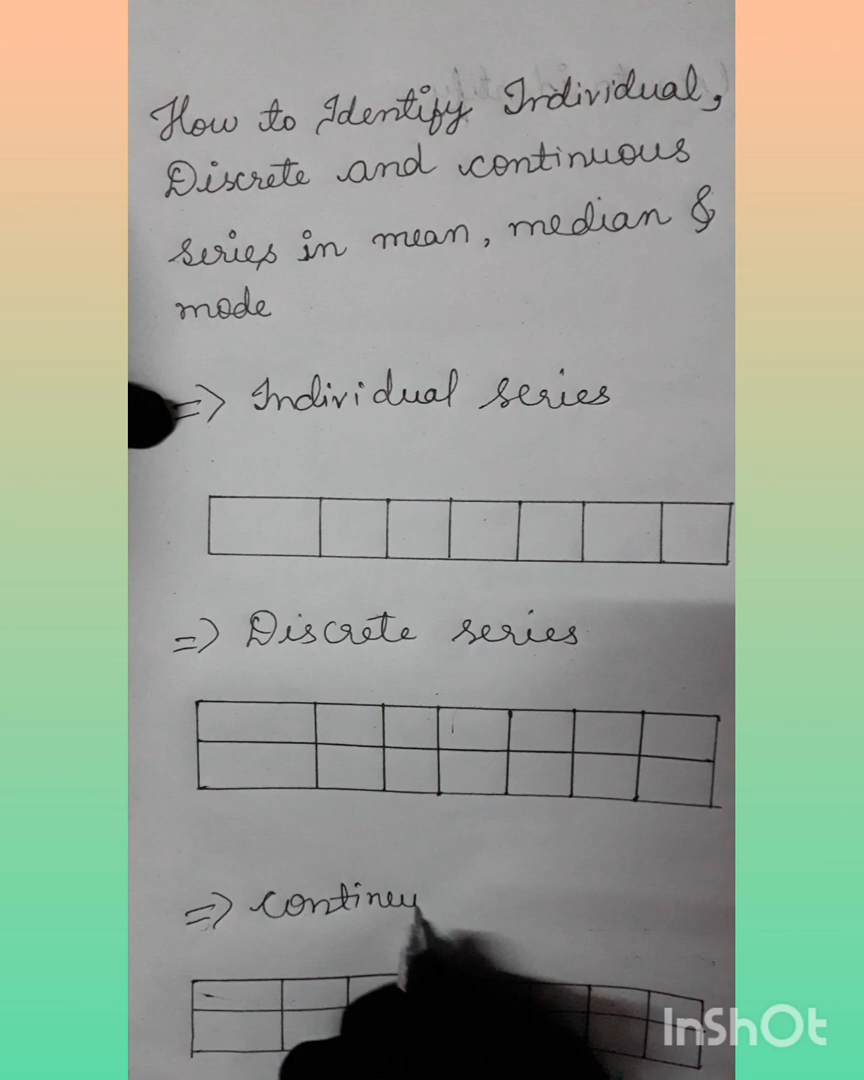 How to Identify Individual,
Discrete and continuous
series in mean, median &
mode
=> Individual series
=> Discrete series
=> continu
InShOt